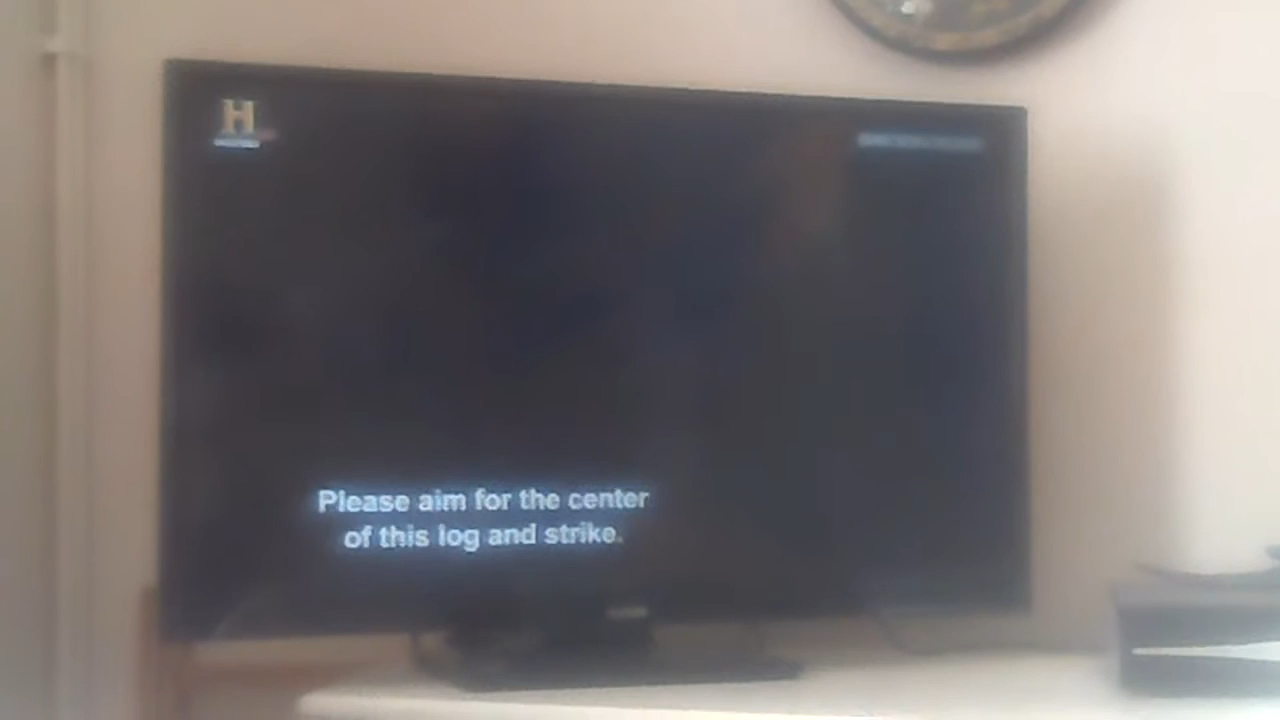 H
Please aim for the center
of this log and strike.